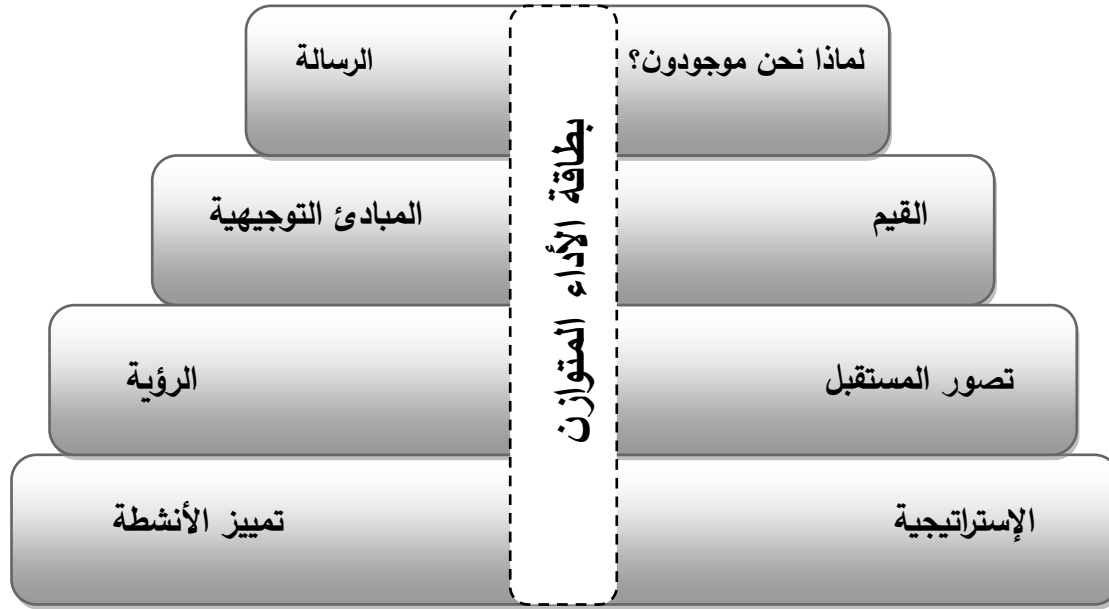 لماذا نحن موجودون؟
الرسالة
القيم
المبادئ التوجيهية
تصور المستقبل
الرؤية
الإستراتيجية
تمييز الأنشطة
بطاقة الأداء المتوازن